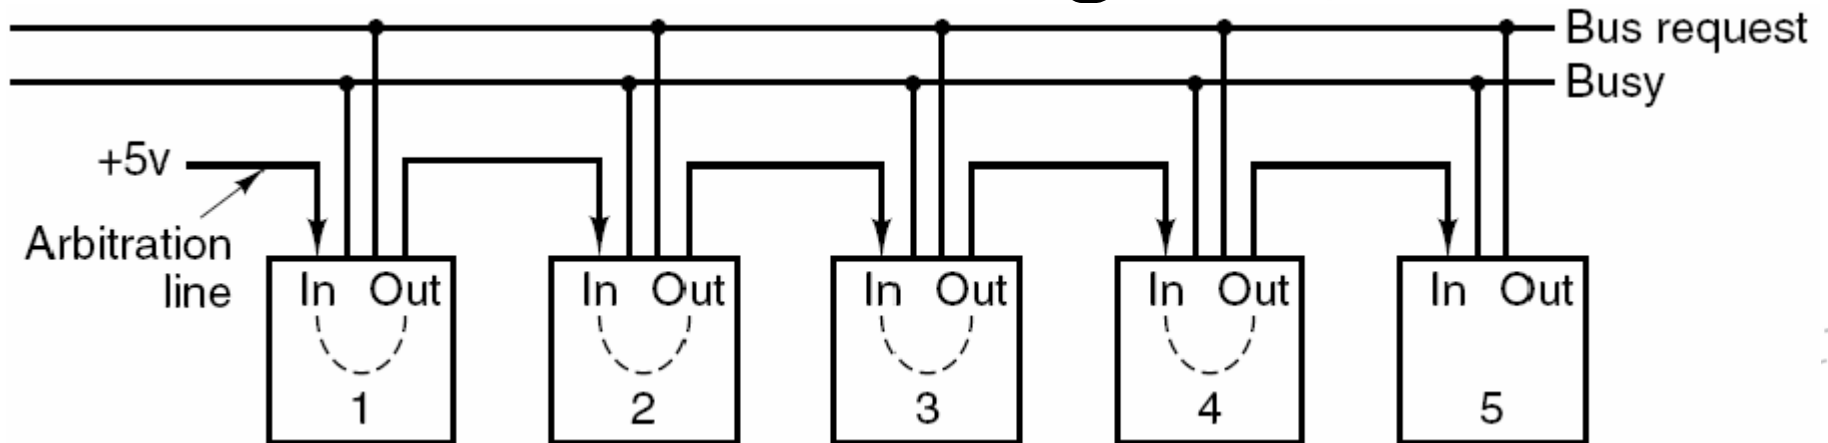 Bus request
Busy
+5v
Arbitration
line
In Out In Out In Out In Out In Out
1 2 3 4 5